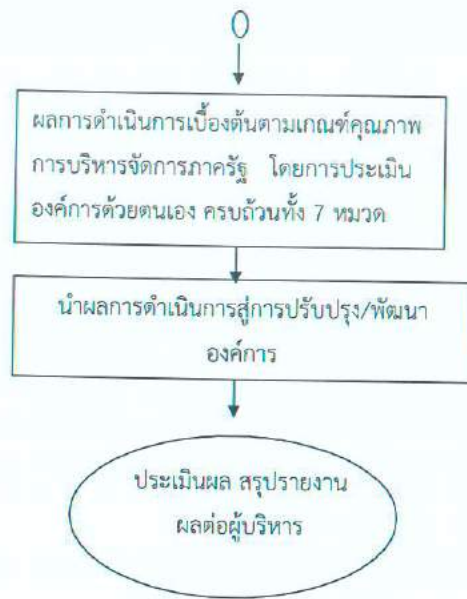 ผลการดำเนินการเบื้องต้นตามเกณฑ์คุณภาพ
การบริหารจัดการภาครัฐ โดยการประเมิน
องค์การด้วยตนเอง ครบถ้วนทั้ง 7 หมวด
นำผลการดำเนินการสู่การปรับปรุง/พัฒนา
องค์การ
ประเมินผล สรุปรายงาน
ผลต่อผู้บริหาร